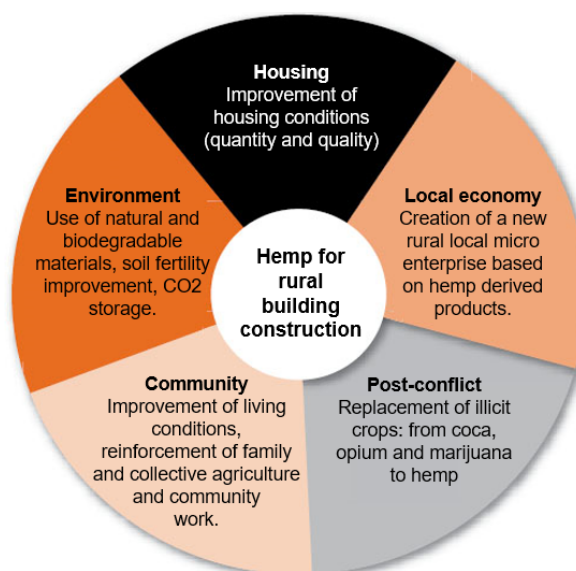 Housing
Improvement of
housing conditions
(quantity and quality)
Local economy
Creation of a new
rural local micro
enterprise based
on hemp derived
products.
Post-conflict
Replacement of illicit
crops: from coca,
opium and marijuana
to hemp
Community
Improvement of living
conditions,
reinforcement of family
and collective agriculture
and community
work.
Environment
Use of natural and
biodegradable
materials, soil fertility
improvement, CO2
storage.
Hemp for
rural
building
construction